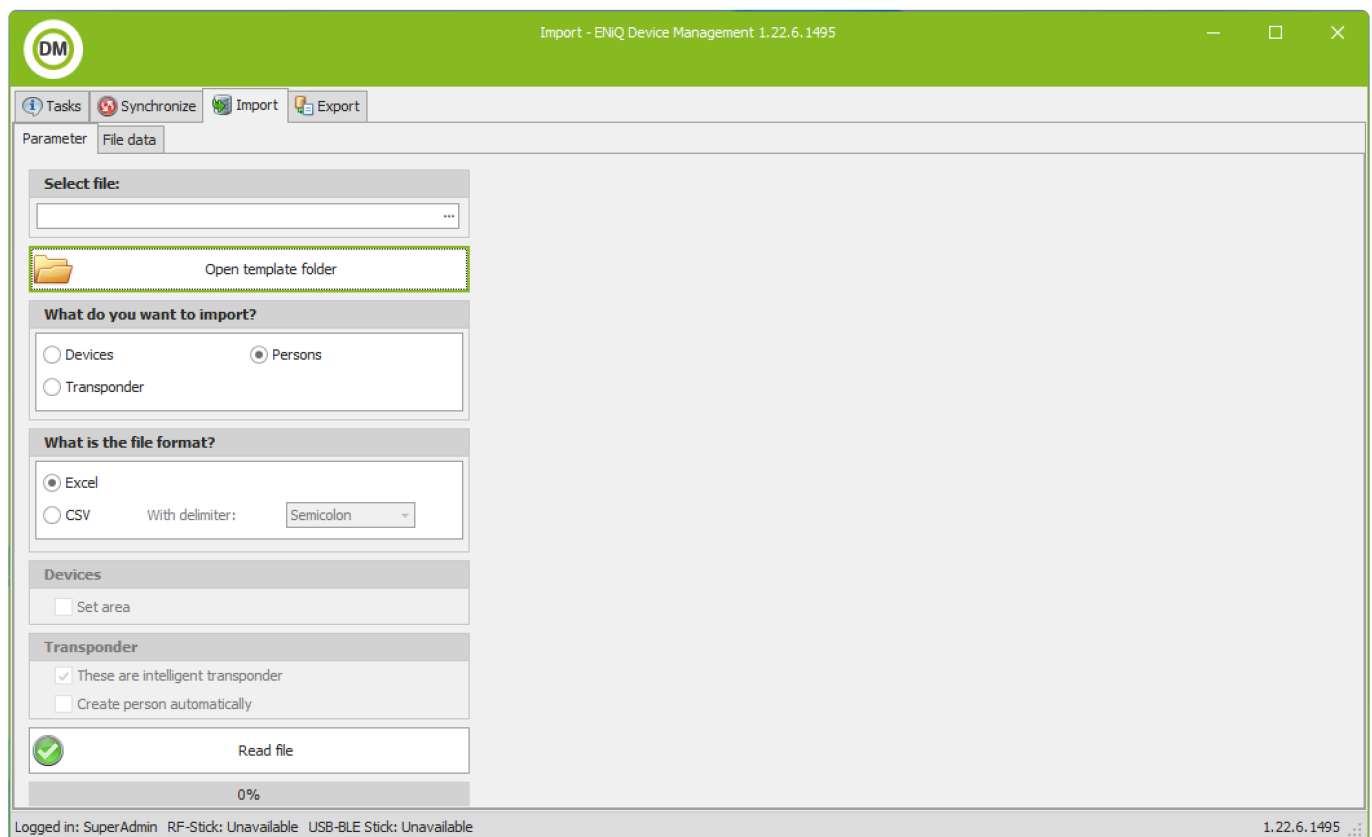 DM
Import - ENiQ Device Management 1.22.6.1495
Tasks Synchronize Import Export
Parameter File data
Select file:
...
Open template folder
What do you want to import?
Devices Persons
Transponder
What is the file format?
Excel
CSV With delimiter: Semicolon
Devices
Set area
Transponder
These are intelligent transponder
Create person automatically
Read file
0%
Logged in: SuperAdmin RF-Stick: Unavailable USB-BLE Stick: Unavailable 1.22.6.1495